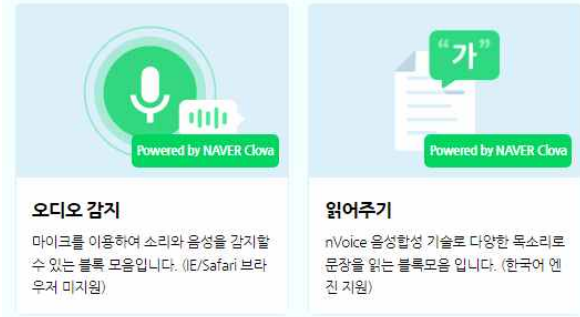 “가”
Powered by NAVER Clova
Powered by NAVER Clova
오디오 감지
마이크를 이용하여 소리와 음성을 감지할
수 있는 블록 모음입니다. (IE/Safari 브라
우저 미지원)
읽어주기
nVoice 음성합성 기술로 다양한 목소리로
문장을 읽는 블록모음 입니다. (한국어 엔
진 지원)